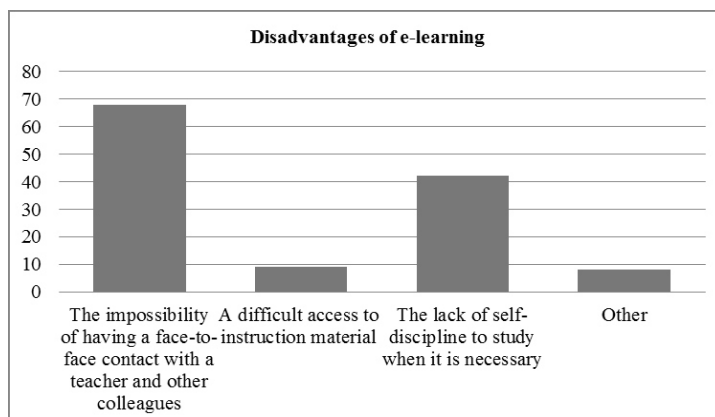 Disadvantages of e-learning
80
70
60
50
40
30
20
10
0
The impossibility
of having a face-to-
face contact with a
teacher and other
colleagues
A difficult access to
instruction material
The lack of self-
discipline to study
when it is necessary
Other